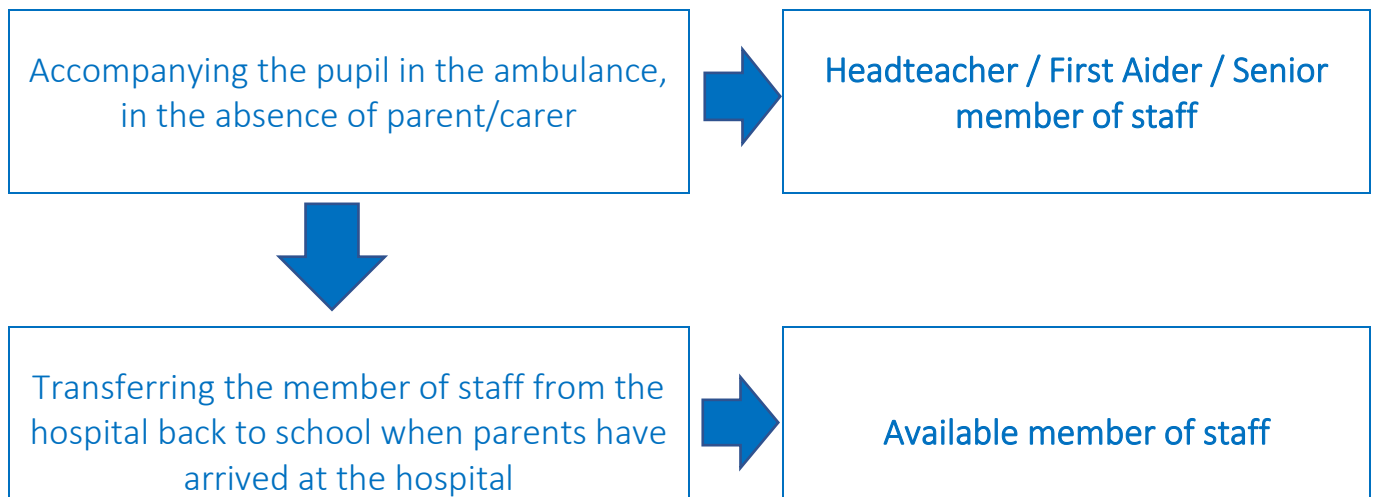 Accompanying the pupil in the ambulance,
in the absence of parent/carer
Headteacher / First Aider / Senior
member of staff
Transferring the member of staff from the
hospital back to school when parents have
arrived at the hospital
Available member of staff